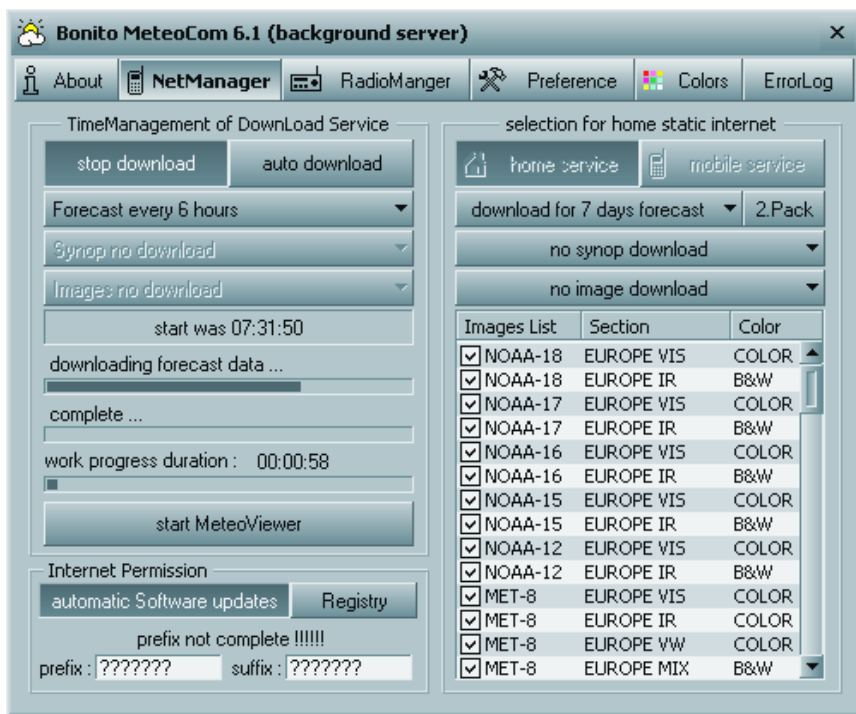 Bonito MeteoCom 6.1 (background server)
About NetManager RadioManger Preference Colors ErrorLog
TimeManagement of DownLoad Service
stop download auto download
Forecast every 6 hours
Synop no download
Images no download
start was 07:31:50
downloading forecast data ...
complete ...
work progress duration : 00:00:58
start MeteoViewer
Internet Permission
automatic Software updates Registry
prefix not complete !!!!!!
prefix : ??????? suffix : ???????
selection for home static internet
home service mobile service
download for 7 days forecast 2.Pack
no synop download
no image download
Images List Section Color
NOAA-18 EUROPE VIS COLOR
NOAA-18 EUROPE IR B&W
NOAA-17 EUROPE VIS COLOR
NOAA-17 EUROPE IR B&W
NOAA-16 EUROPE VIS COLOR
NOAA-16 EUROPE IR B&W
NOAA-15 EUROPE VIS COLOR
NOAA-15 EUROPE IR B&W
NOAA-12 EUROPE VIS COLOR
NOAA-12 EUROPE IR B&W
MET-8 EUROPE VIS COLOR
MET-8 EUROPE IR COLOR
MET-8 EUROPE VW COLOR
MET-8 EUROPE MIX B&W